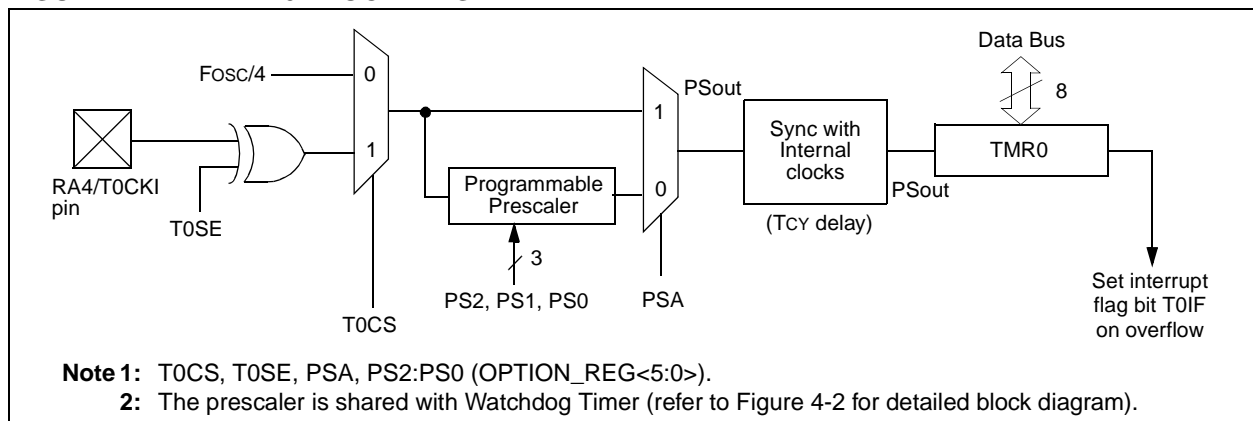 Data Bus
FOSC/4
0
PSout
8
1
Sync with
Internal
clocks
TMR0
1
RA4/T0CKI
pin
Programmable
Prescaler
0
PSout
T0SE
(TCY delay)
3
PS2, PS1, PS0
PSA
Set interrupt
flag bit T0IF
on overflow
T0CS
Note 1: T0CS, T0SE, PSA, PS2:PS0 (OPTION_REG<5:0>).
2: The prescaler is shared with Watchdog Timer (refer to Figure 4-2 for detailed block diagram).